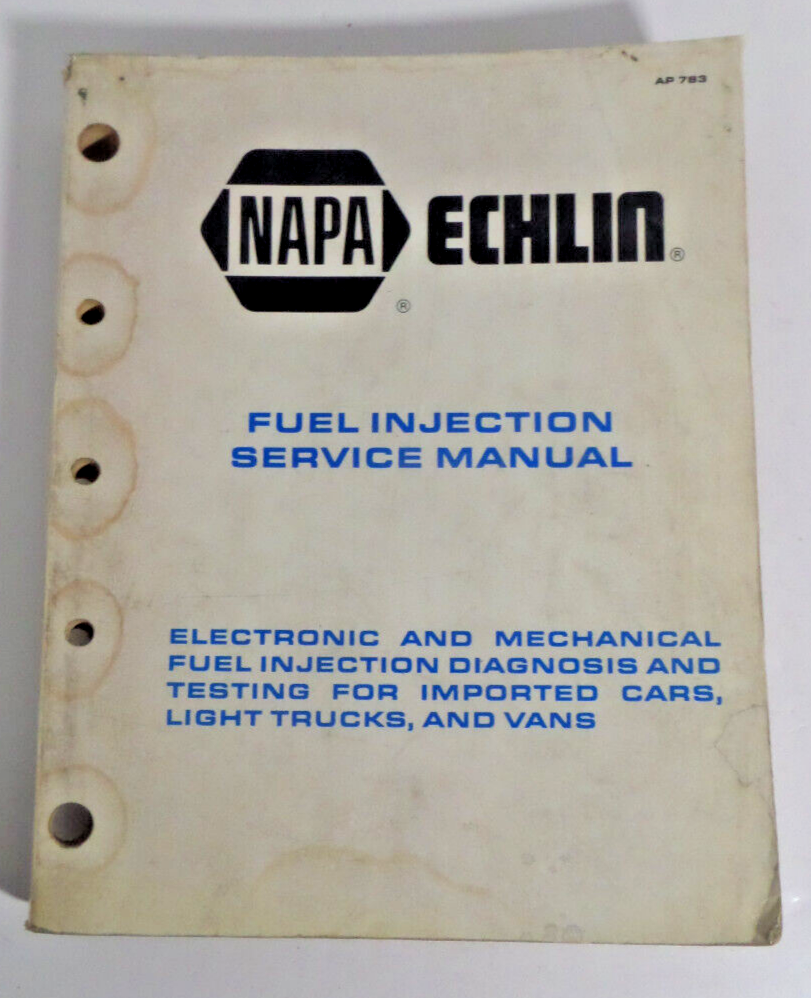 AP 783
NAPA ECHLIN
® ®
FUEL INJECTION
SERVICE MANUAL
ELECTRONIC AND MECHANICAL
FUEL INJECTION DIAGNOSIS AND
TESTING FOR IMPORTED CARS,
LIGHT TRUCKS, AND VANS